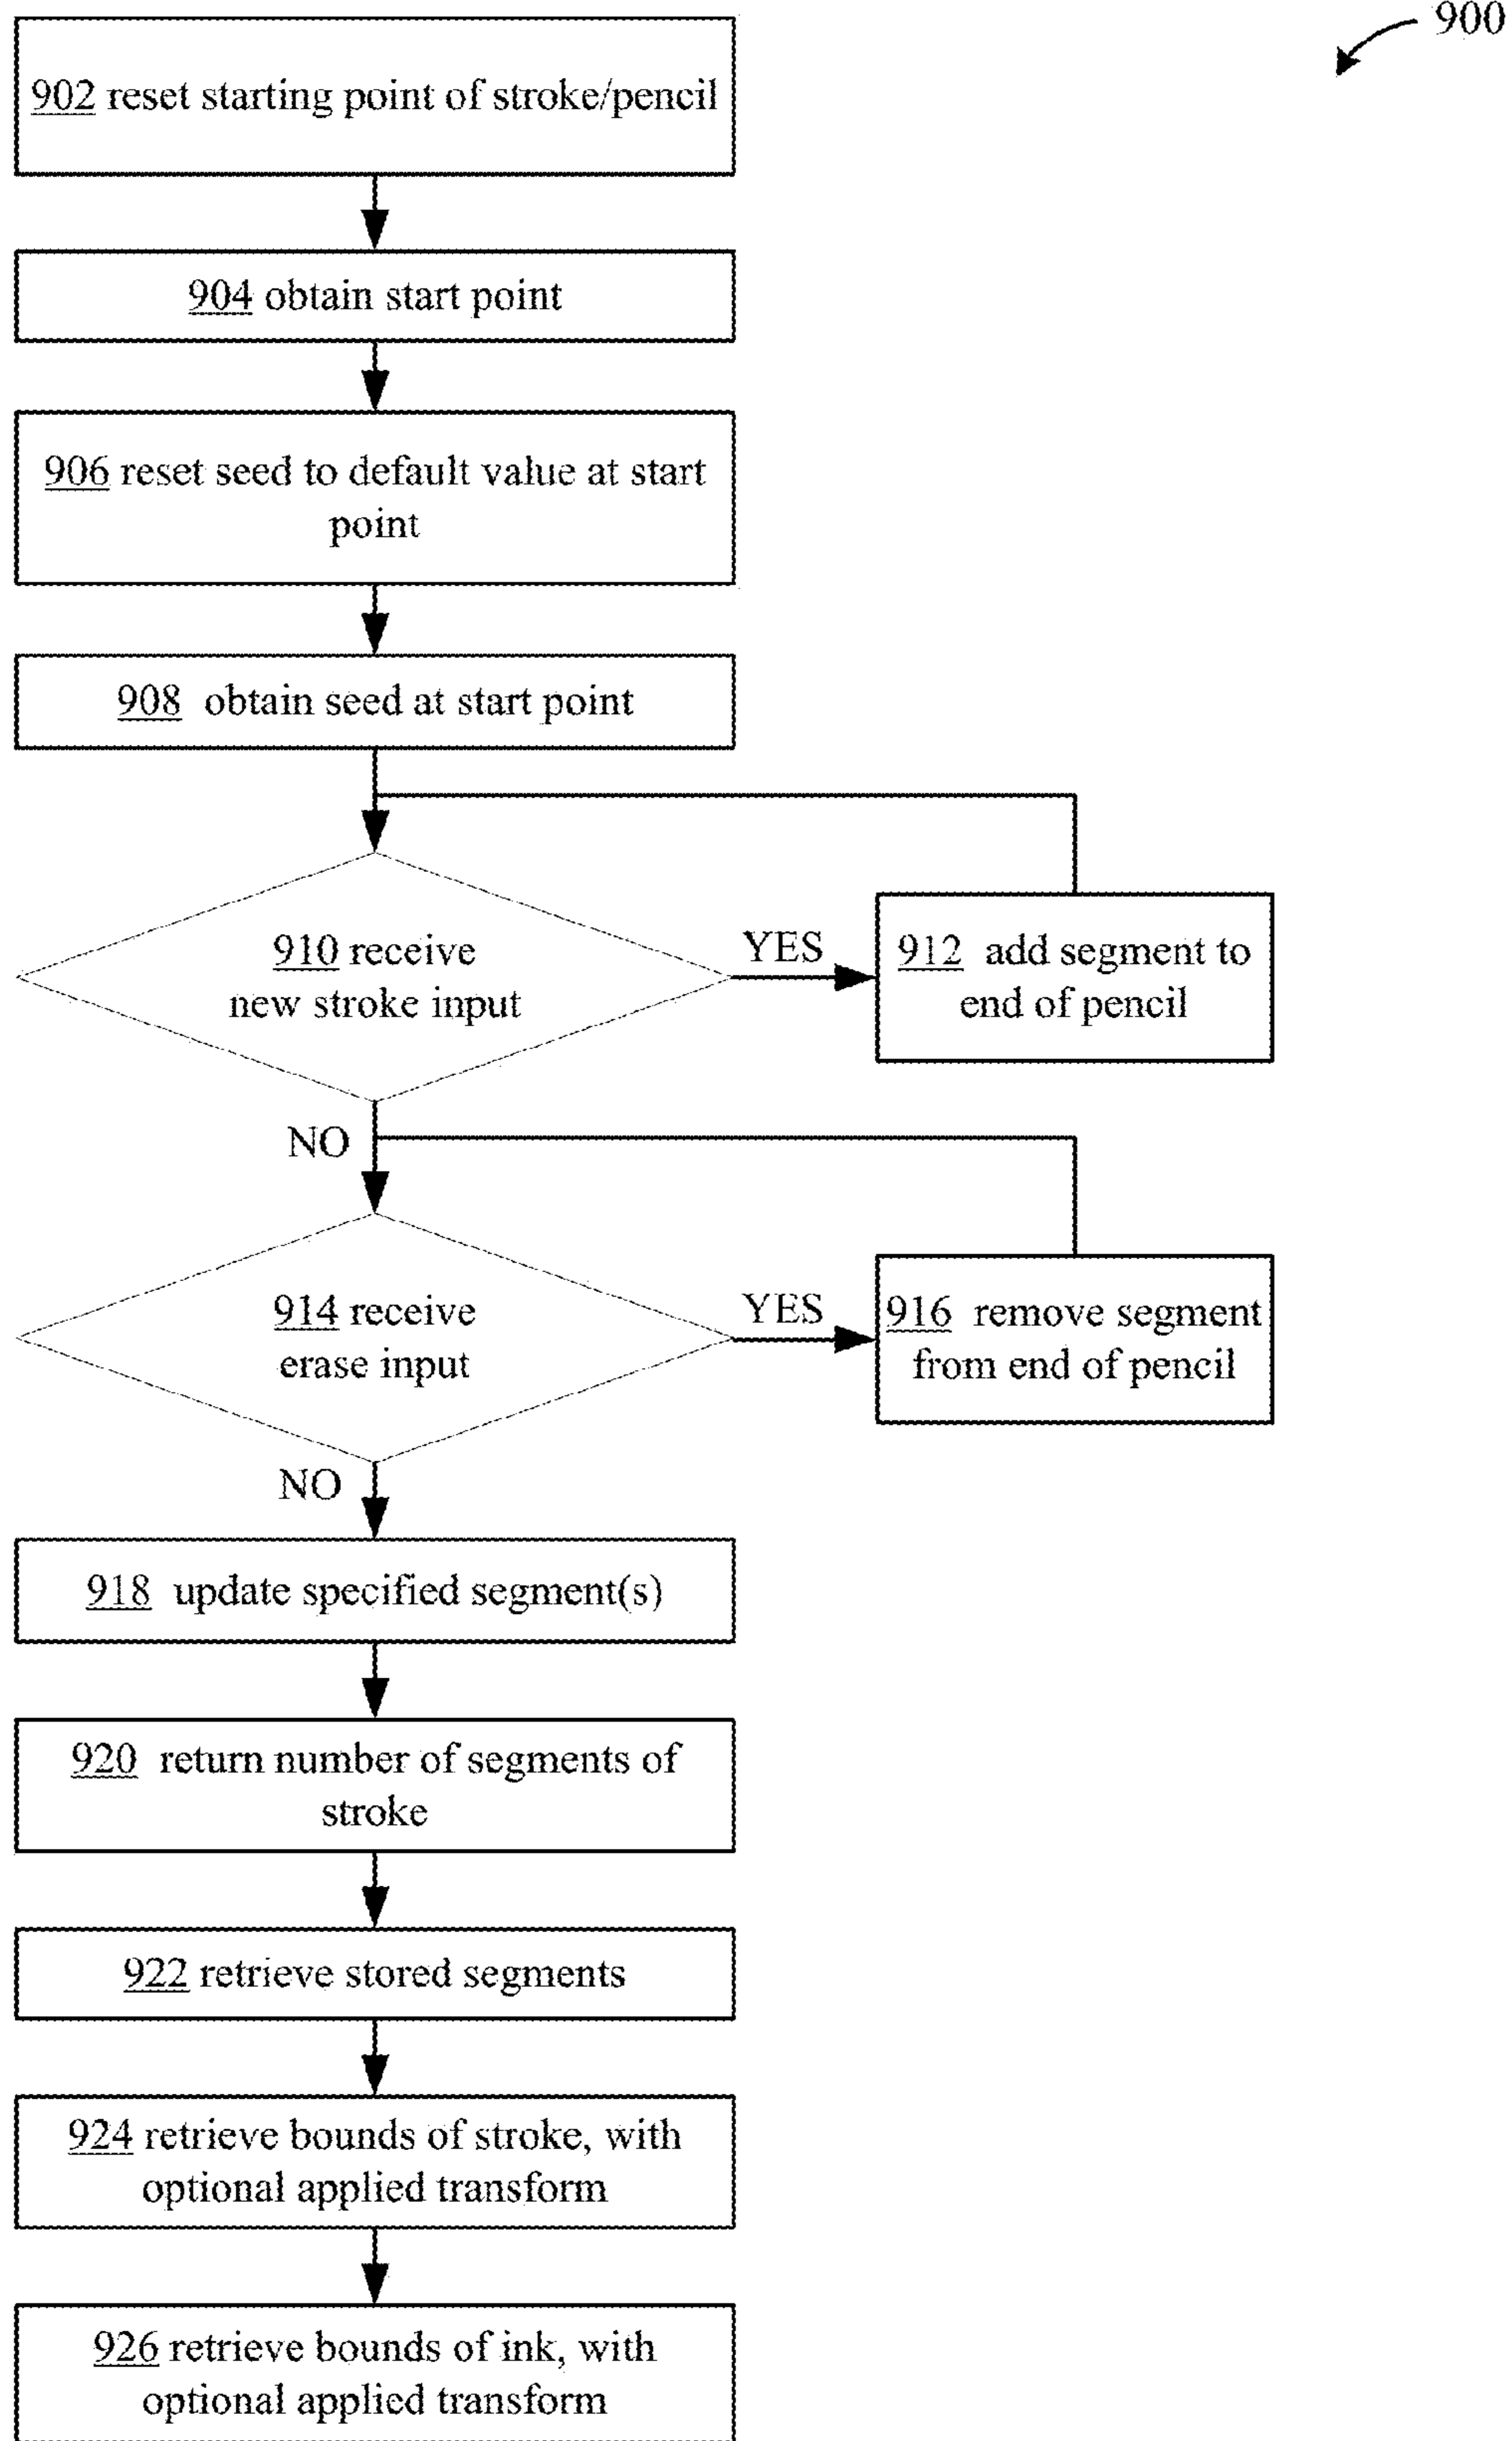 900
902 reset starting point of stroke/pencil
904 obtain start point
906 reset seed to default value at start
point
908 obtain seed at start point
910 receive
new stroke input
YES
912 add segment to
end of pencil
NO
914 receive
erase input
YES
916 remove segment
from end of pencil
NO
918 update specified segment(s)
920 return number of segments of
stroke
922 retrieve stored segments
924 retrieve bounds of stroke, with
optional applied transform
926 retrieve bounds of ink, with
optional applied transform